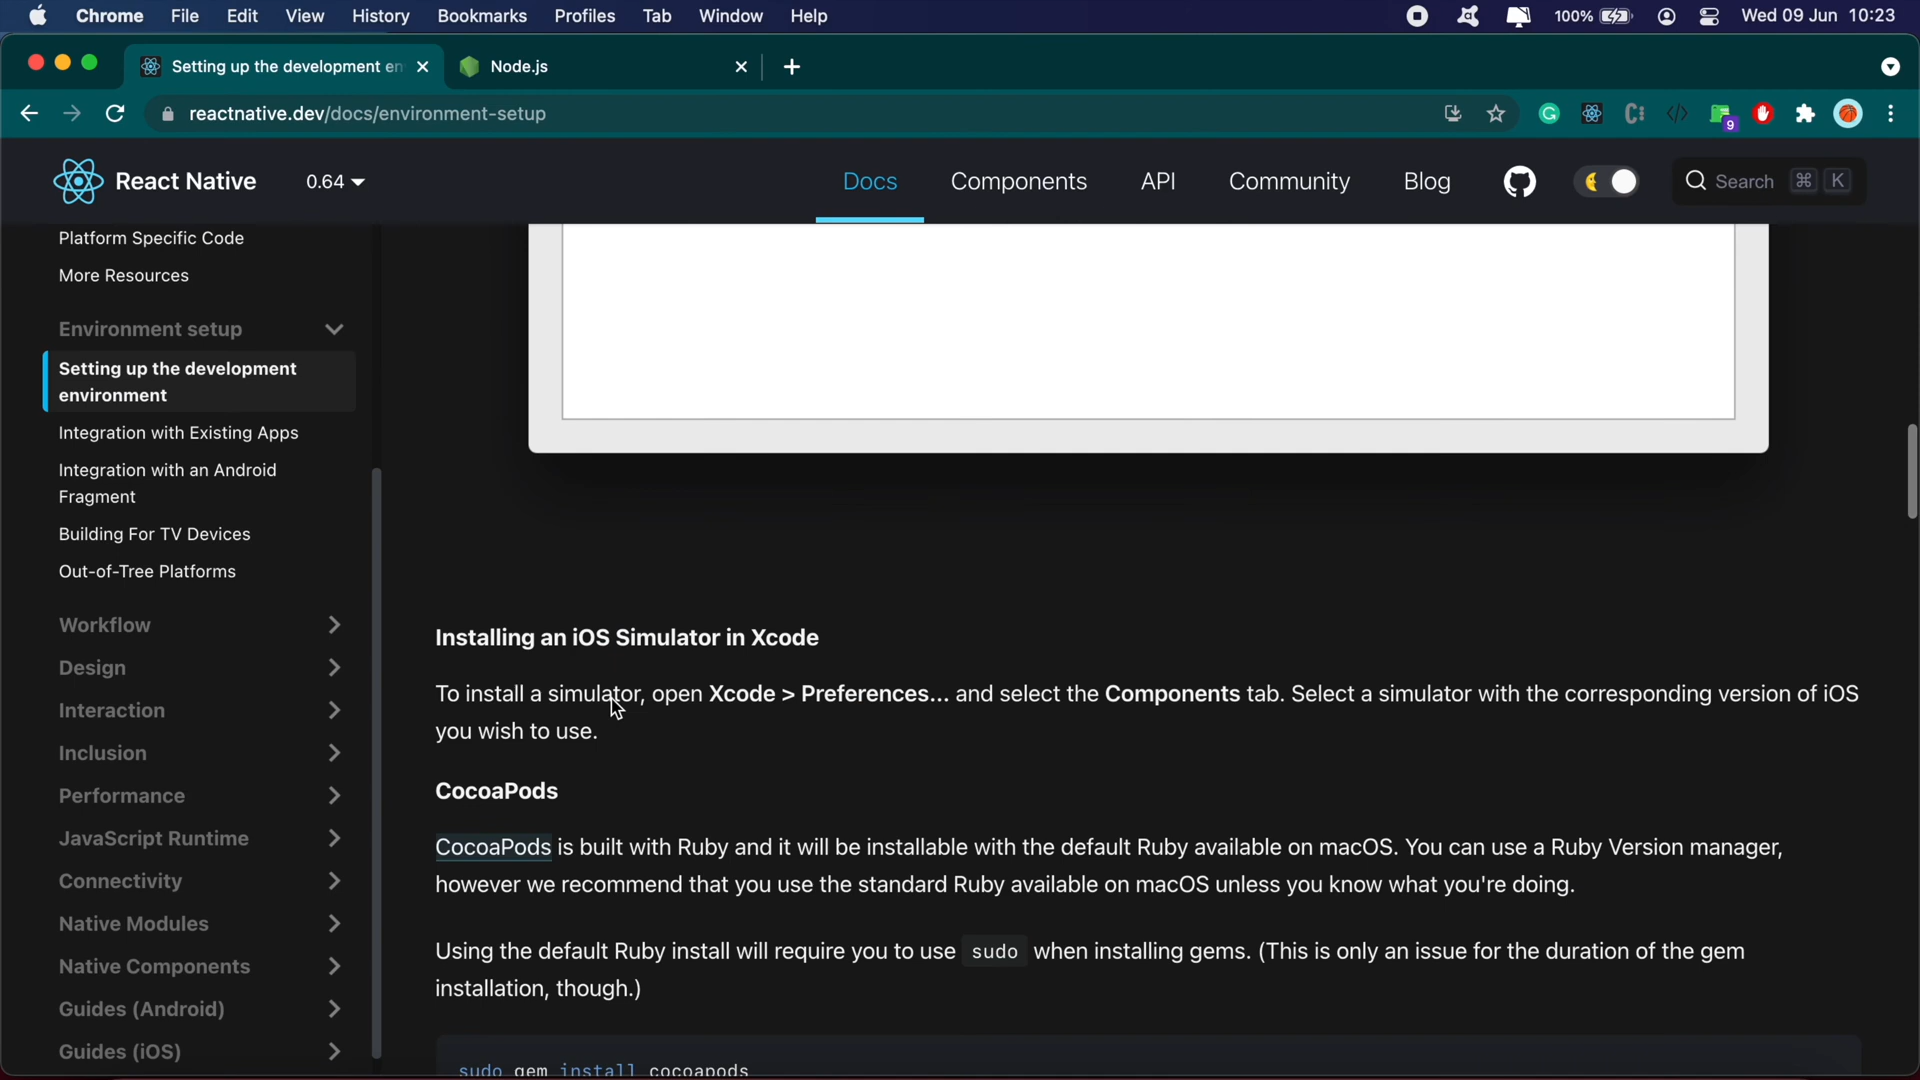 Chrome File Edit View History Bookmarks Profiles Tab Window Help 100% Wed 09 Jun 10:23
Setting up the development en Node.js
reactnative.dev/docs/environment-setup 9
React Native 0.64 Docs Components API Community Blog Search ⌘ K
Platform Specific Code
More Resources
Environment setup
Setting up the development
environment
Integration with Existing Apps
Integration with an Android
Fragment
Building For TV Devices
Out-of-Tree Platforms
Workflow
Design
Interaction
Inclusion
Performance
JavaScript Runtime
Connectivity
Native Modules
Native Components
Guides (Android)
Guides (iOS)
Installing an iOS Simulator in Xcode
To install a simulator, open Xcode > Preferences... and select the Components tab. Select a simulator with the corresponding version of iOS
you wish to use.
CocoaPods
CocoaPods is built with Ruby and it will be installable with the default Ruby available on macOS. You can use a Ruby Version manager,
however we recommend that you use the standard Ruby available on macOS unless you know what you're doing.
Using the default Ruby install will require you to use sudo when installing gems. (This is only an issue for the duration of the gem
installation, though.)
sudo gem install cocoapods